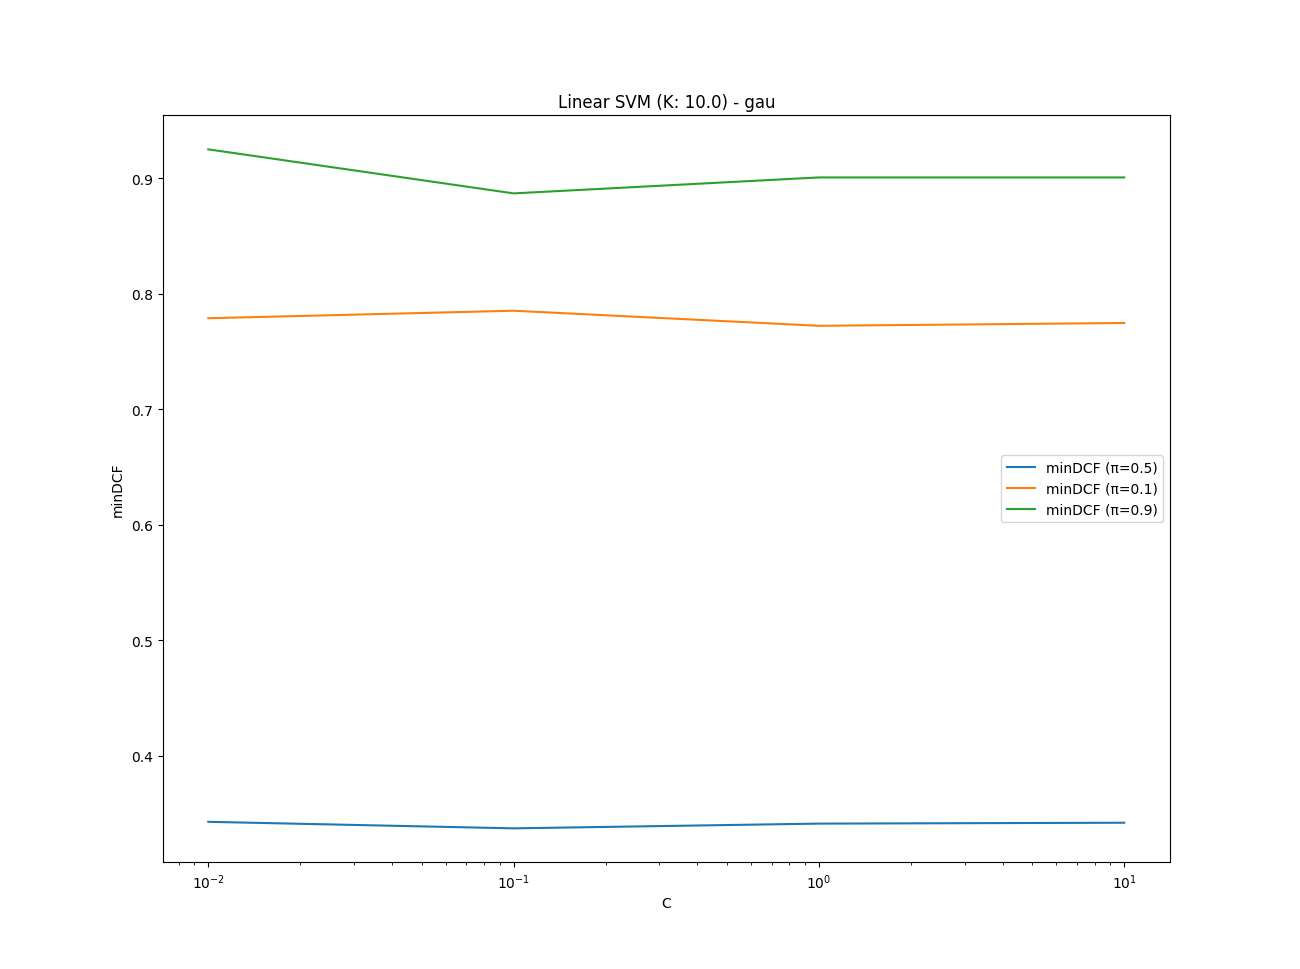 Linear SVM (K: 10.0) - gau
minDCF
0.9
0.8
0.7
0.6
0.5
0.4
minDCF (π=0.5)
minDCF (π=0.1)
minDCF (π=0.9)
10⁻² 10⁻¹ 10⁰ 10¹
C